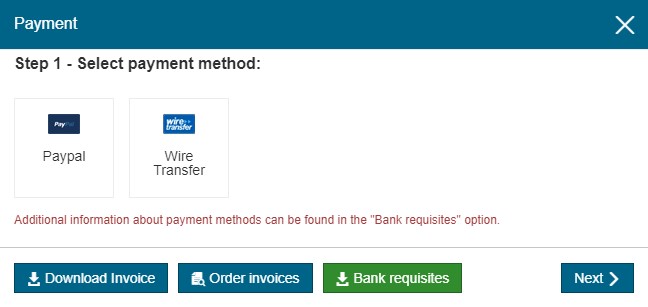 Payment
Step 1 - Select payment method:
PayPal
wire
transfer
Paypal
Wire
Transfer
Additional information about payment methods can be found in the "Bank requisites" option.
Download Invoice
Order invoices
Bank requisites
Next